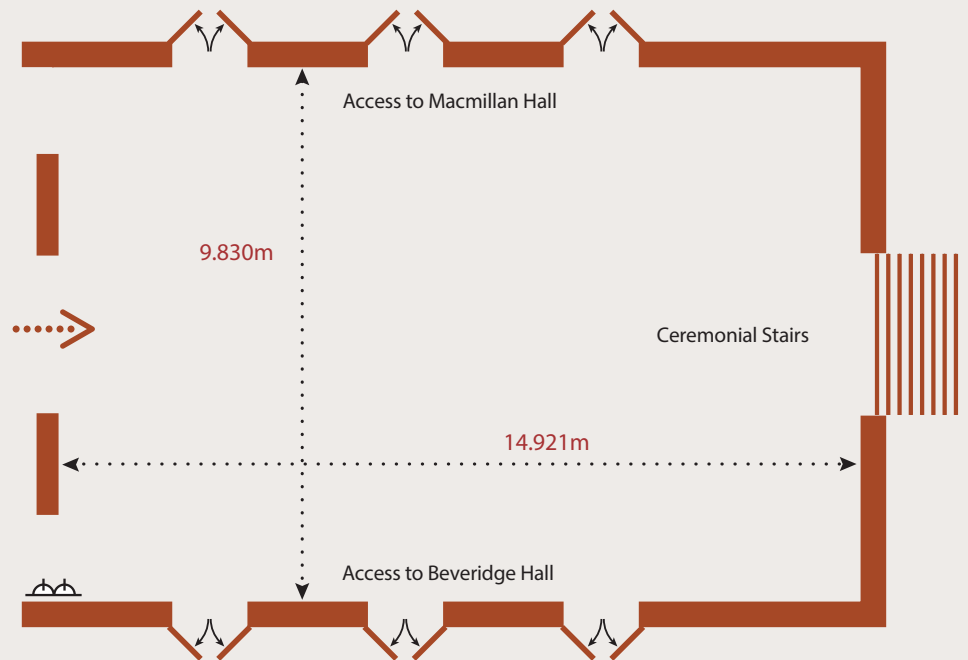 Access to Macmillan Hall
9.830m
Ceremonial Stairs
14.921m
Access to Beveridge Hall